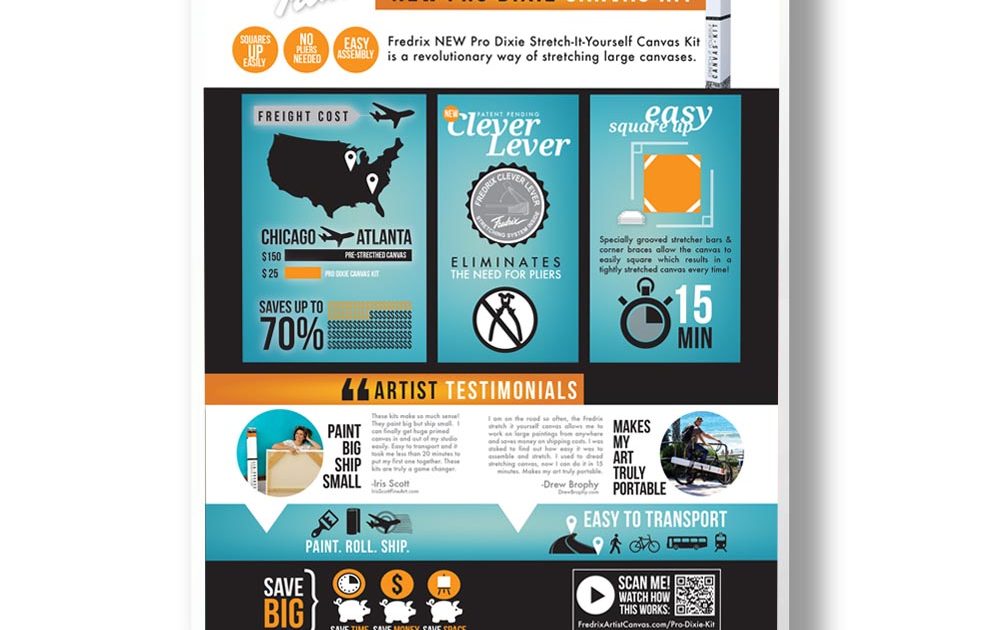 NEW PRO DIXIE CANVAS KIT
SQUARES
UP
EASILY
NO
PLIERS
NEEDED
EASY
ASSEMBLY
Fredrix NEW Pro Dixie Stretch-It-Yourself Canvas Kit
is a revolutionary way of stretching large canvases.
CANVAS-KIT
FREIGHT COST
CHICAGO ATLANTA
$150 PRE-STRECTHED CANVAS
$25 PRO DIXIE CANVAS KIT
SAVES UP TO
70%
NEW
PATENT PENDING
Clever
Lever
FREDRIX CLEVER LEVER
Fredrix
STRETCHING SYSTEM INSIDE
ELIMINATES
THE NEED FOR PLIERS
easy
square up
Specially grooved stretcher bars &
corner braces allow the canvas to
easily square which results in a
tightly stretched canvas every time!
15
MIN
“ARTIST TESTIMONIALS
PAINT
BIG
SHIP
SMALL
These kits make so much sense!
They paint big but ship small. I
can finally get huge primed
canvas in and out of my studio
easily. Easy to transport and it
took me less than 20 minutes to
put my first one together. These
kits are truly a game changer.
-Iris Scott
IrisScottFineArt.com
I am on the road so often, the Fredrix
stretch it yourself canvas allows me to
work on large paintings from anywhere
and saves money on shipping costs. I was
stoked to find out how easy it was to
assemble and stretch. I used to dread
stretching canvas, now I can do it in 15
minutes. Makes my art truly portable.
-Drew Brophy
DrewBrophy.com
MAKES
MY
ART
TRULY
PORTABLE
PAINT. ROLL. SHIP.
EASY TO TRANSPORT
SAVE
BIG
$
SAVE TIME SAVE MONEY SAVE SPACE
SCAN ME!
WATCH HOW
THIS WORKS:
FredrixArtistCanvas.com/Pro-Dixie-Kit